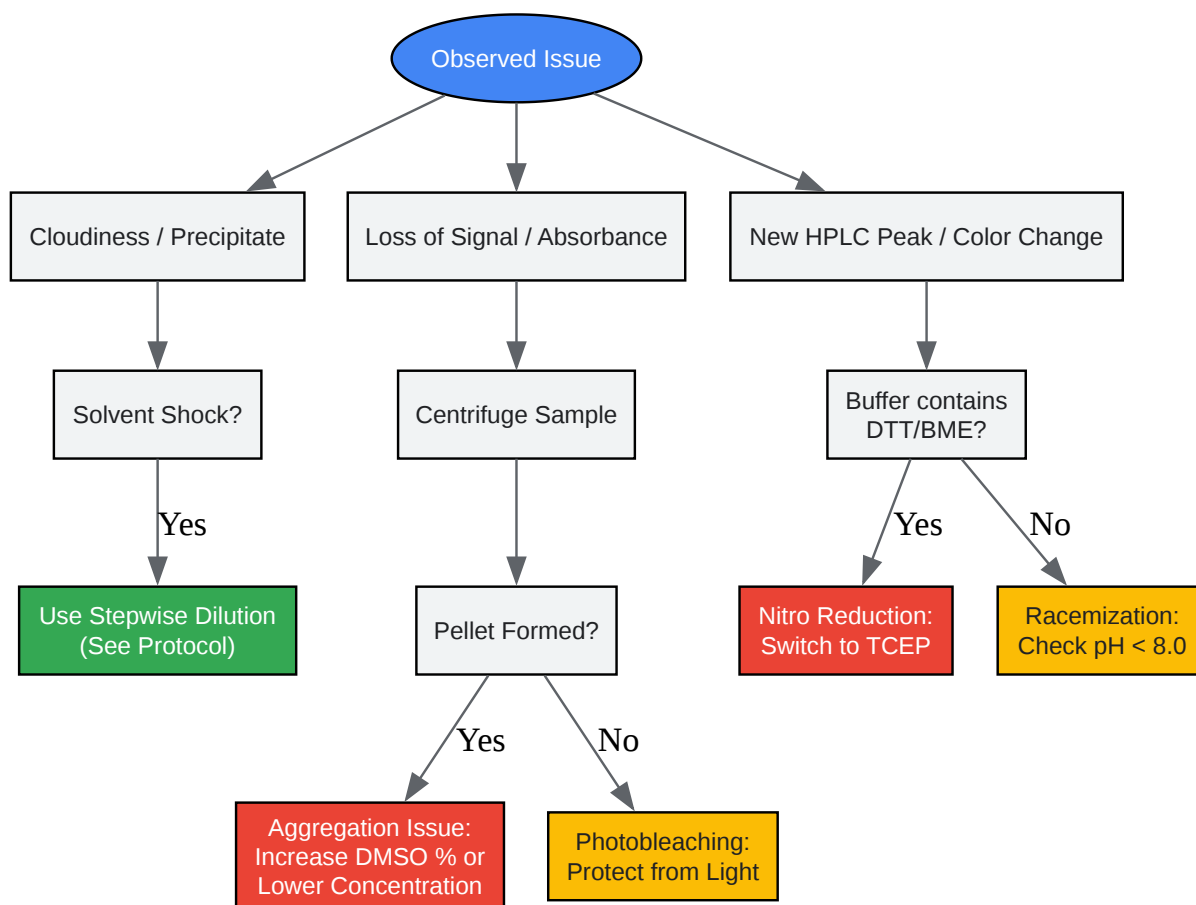 Observed Issue
Cloudiness / Precipitate
Loss of Signal / Absorbance
New HPLC Peak / Color Change
Solvent Shock?
Centrifuge Sample
Buffer contains
DTT/BME?
Yes
Yes
No
Use Stepwise Dilution
(See Protocol)
Pellet Formed?
Nitro Reduction:
Switch to TCEP
Racemization:
Check pH < 8.0
Yes
No
Aggregation Issue:
Increase DMSO % or
Lower Concentration
Photobleaching:
Protect from Light